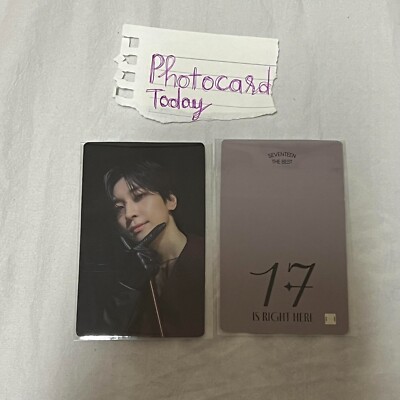 Photocard
Today
SEVENTEEN
THE BEST
17
IS RIGHT HERE